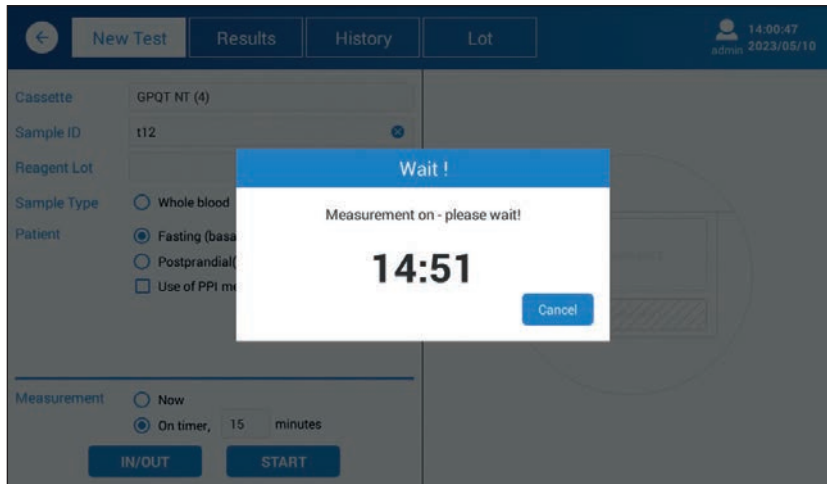 New Test Results History Lot
14:00:47
admin 2023/05/10
Cassette GPQT NT (4)
Sample ID t12
Reagent Lot
Wait !
Sample Type Whole blood
Measurement on - please wait!
Patient Fasting (basa
14:51
Postprandial(
Use of PPI me
Cancel
Measurement Now
On timer, 15 minutes
IN/OUT START